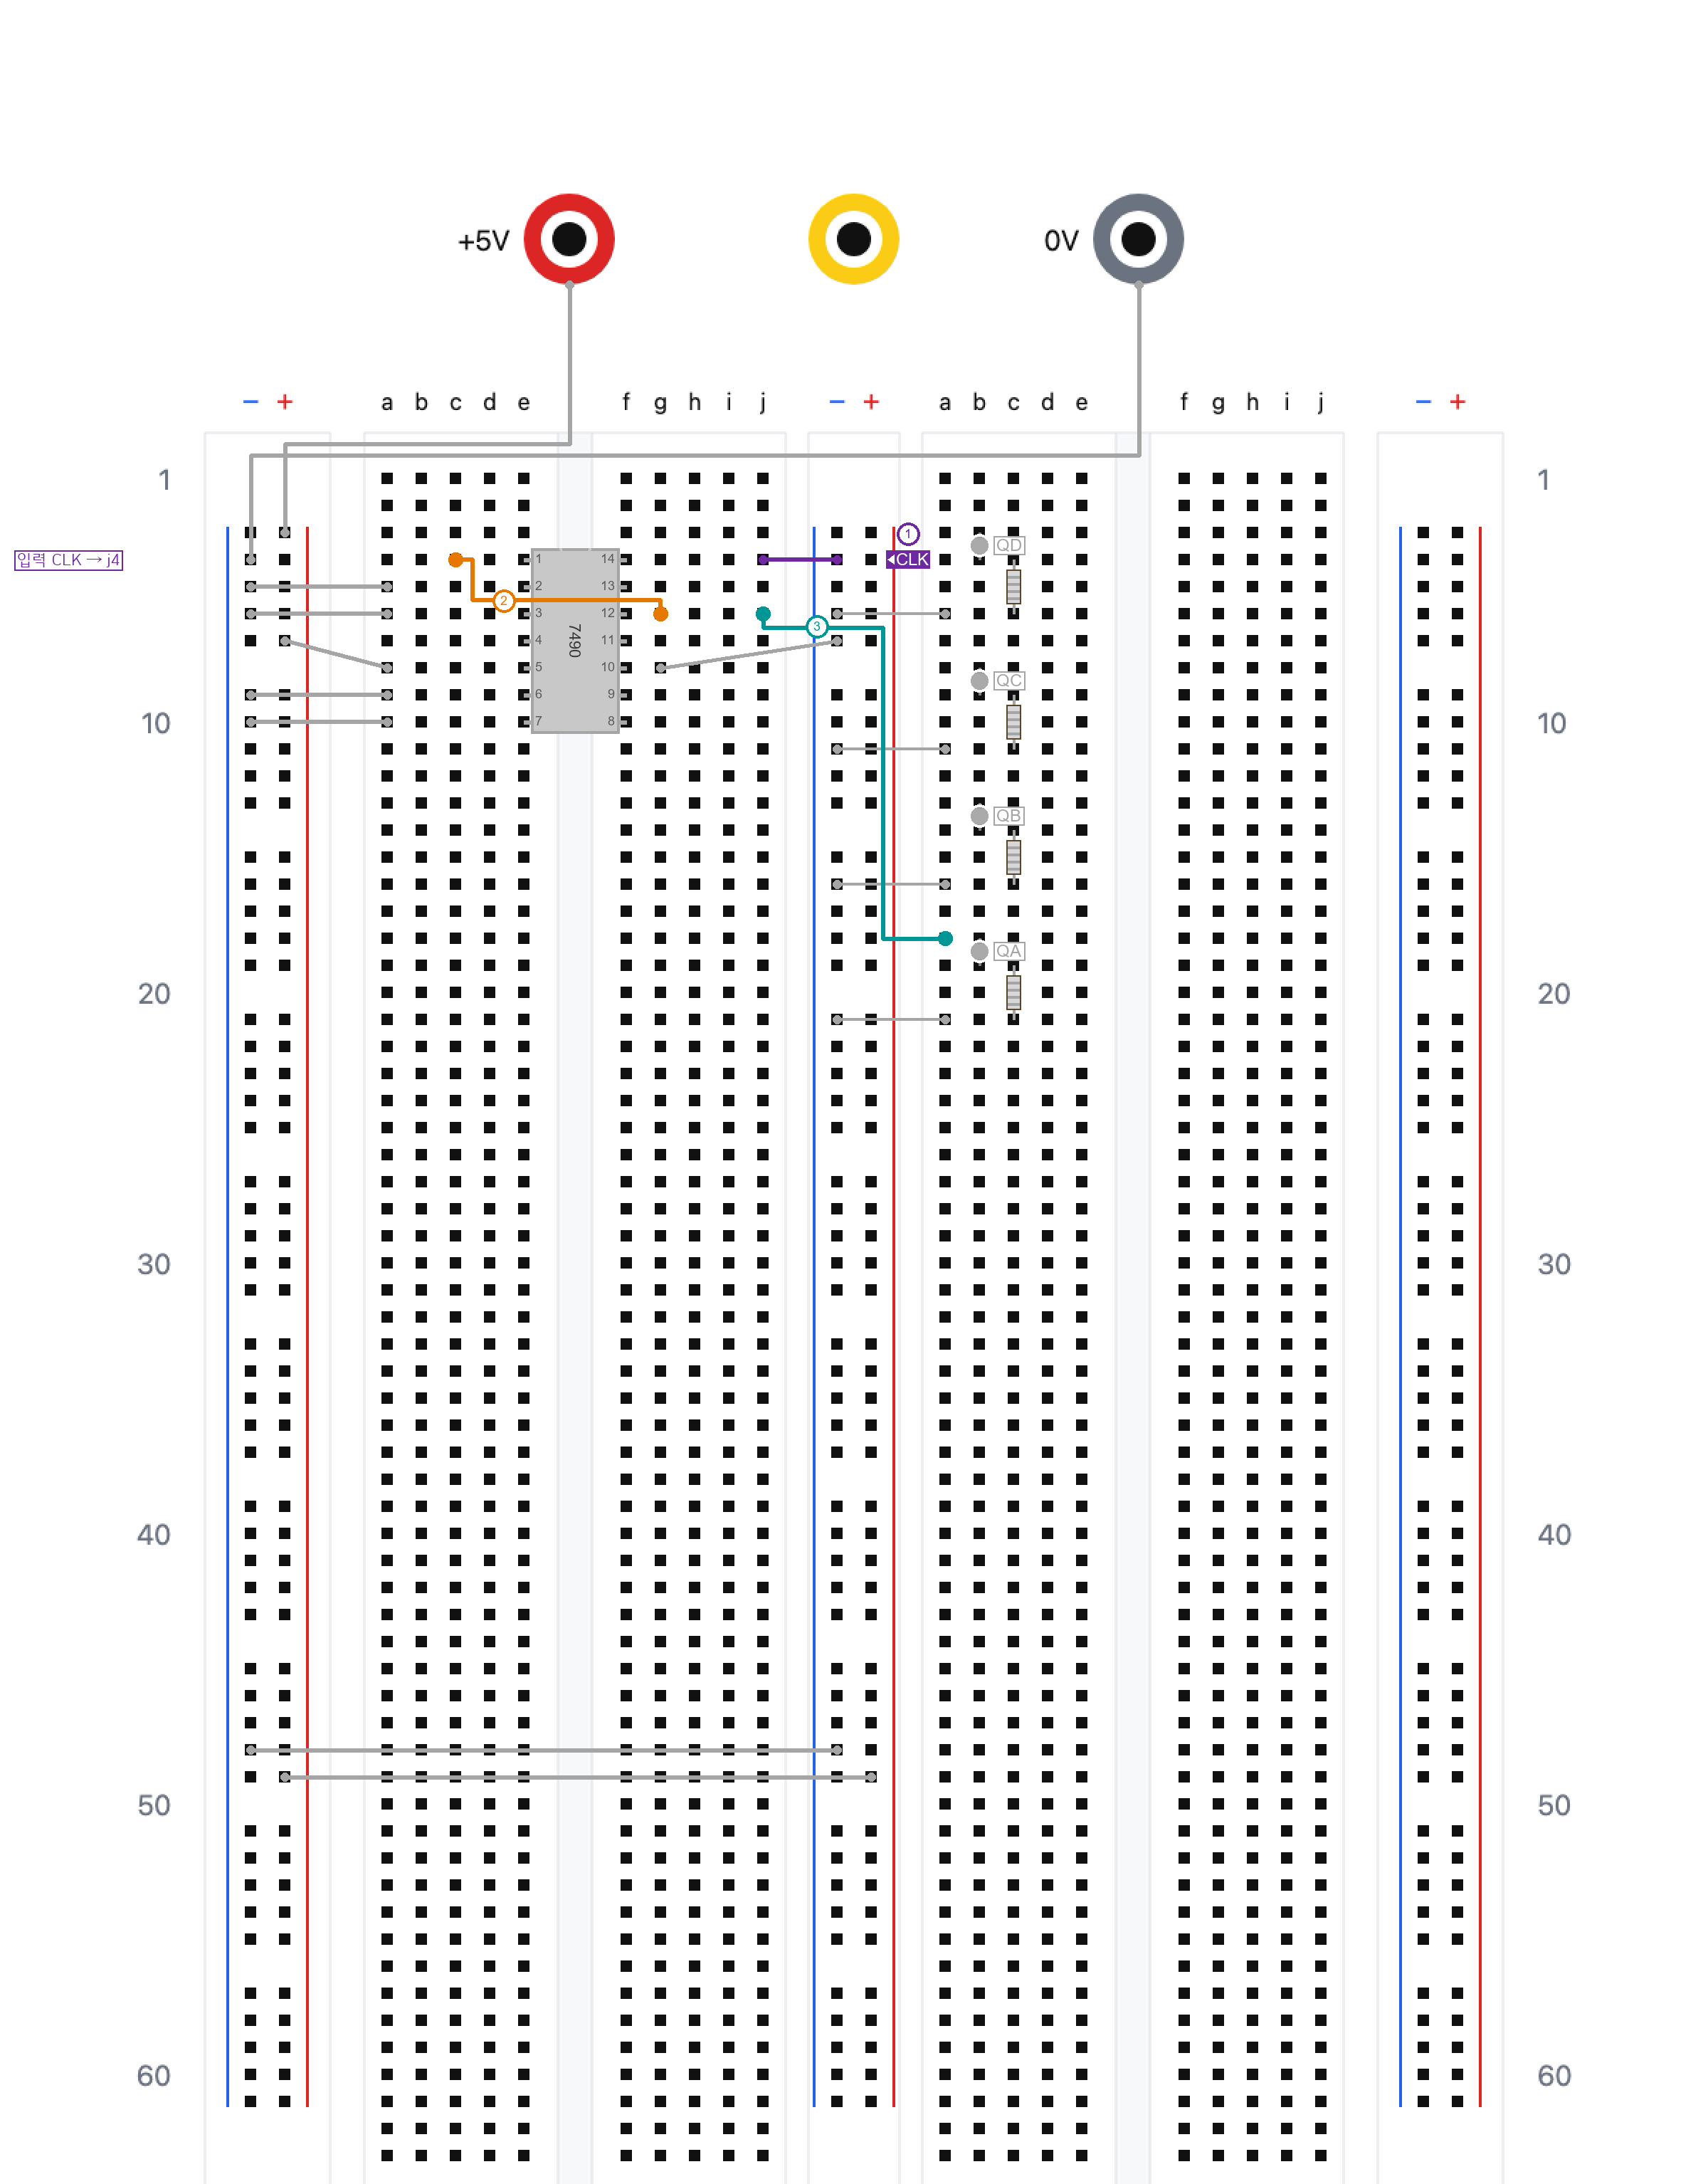 +5V
0V
− + a b c d e f g h i j − + a b c d e f g h i j − +
1 1
1
입력 CLK → j4
CLK
QD
1 14
2 13
2
3 12
3
4 11
7490
5 10
QC
6 9
7 8
10 10
QB
QA
20 20
30 30
40 40
50 50
60 60